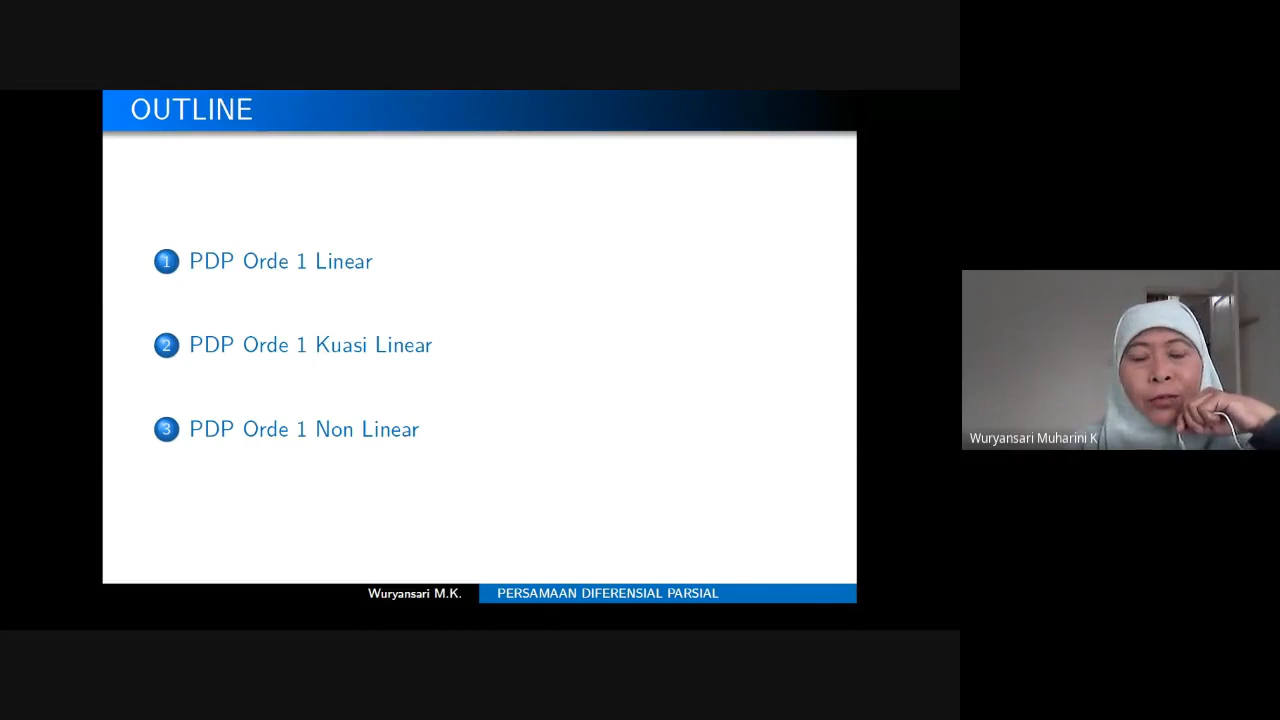 OUTLINE
1 PDP Orde 1 Linear
2 PDP Orde 1 Kuasi Linear
3 PDP Orde 1 Non Linear
Wuryansari Muharini K
Wuryansari M.K. PERSAMAAN DIFERENSIAL PARSIAL